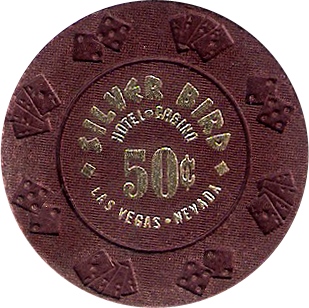 SILVER BIRD
HOTEL • CASINO
50¢
LAS VEGAS • NEVADA